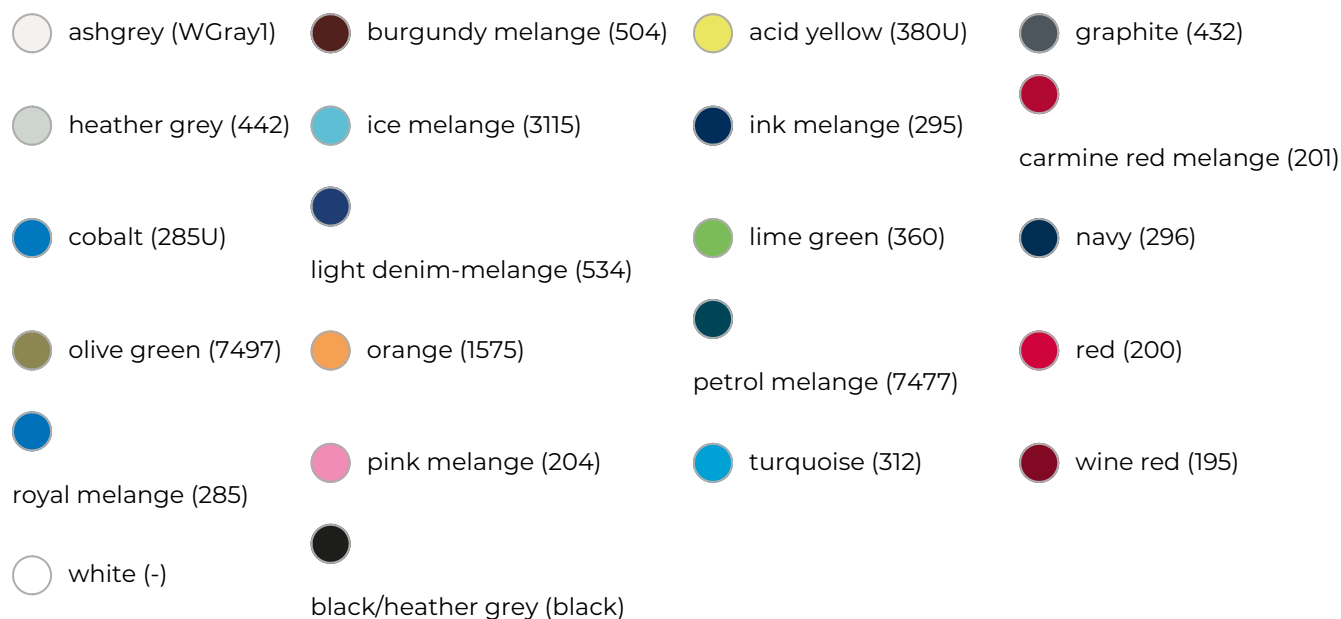 ashgrey (WGray1)
burgundy melange (504)
acid yellow (380U)
graphite (432)
heather grey (442)
ice melange (3115)
ink melange (295)
carmine red melange (201)
cobalt (285U)
light denim-melange (534)
lime green (360)
navy (296)
olive green (7497)
orange (1575)
petrol melange (7477)
red (200)
royal melange (285)
pink melange (204)
turquoise (312)
wine red (195)
white (-)
black/heather grey (black)